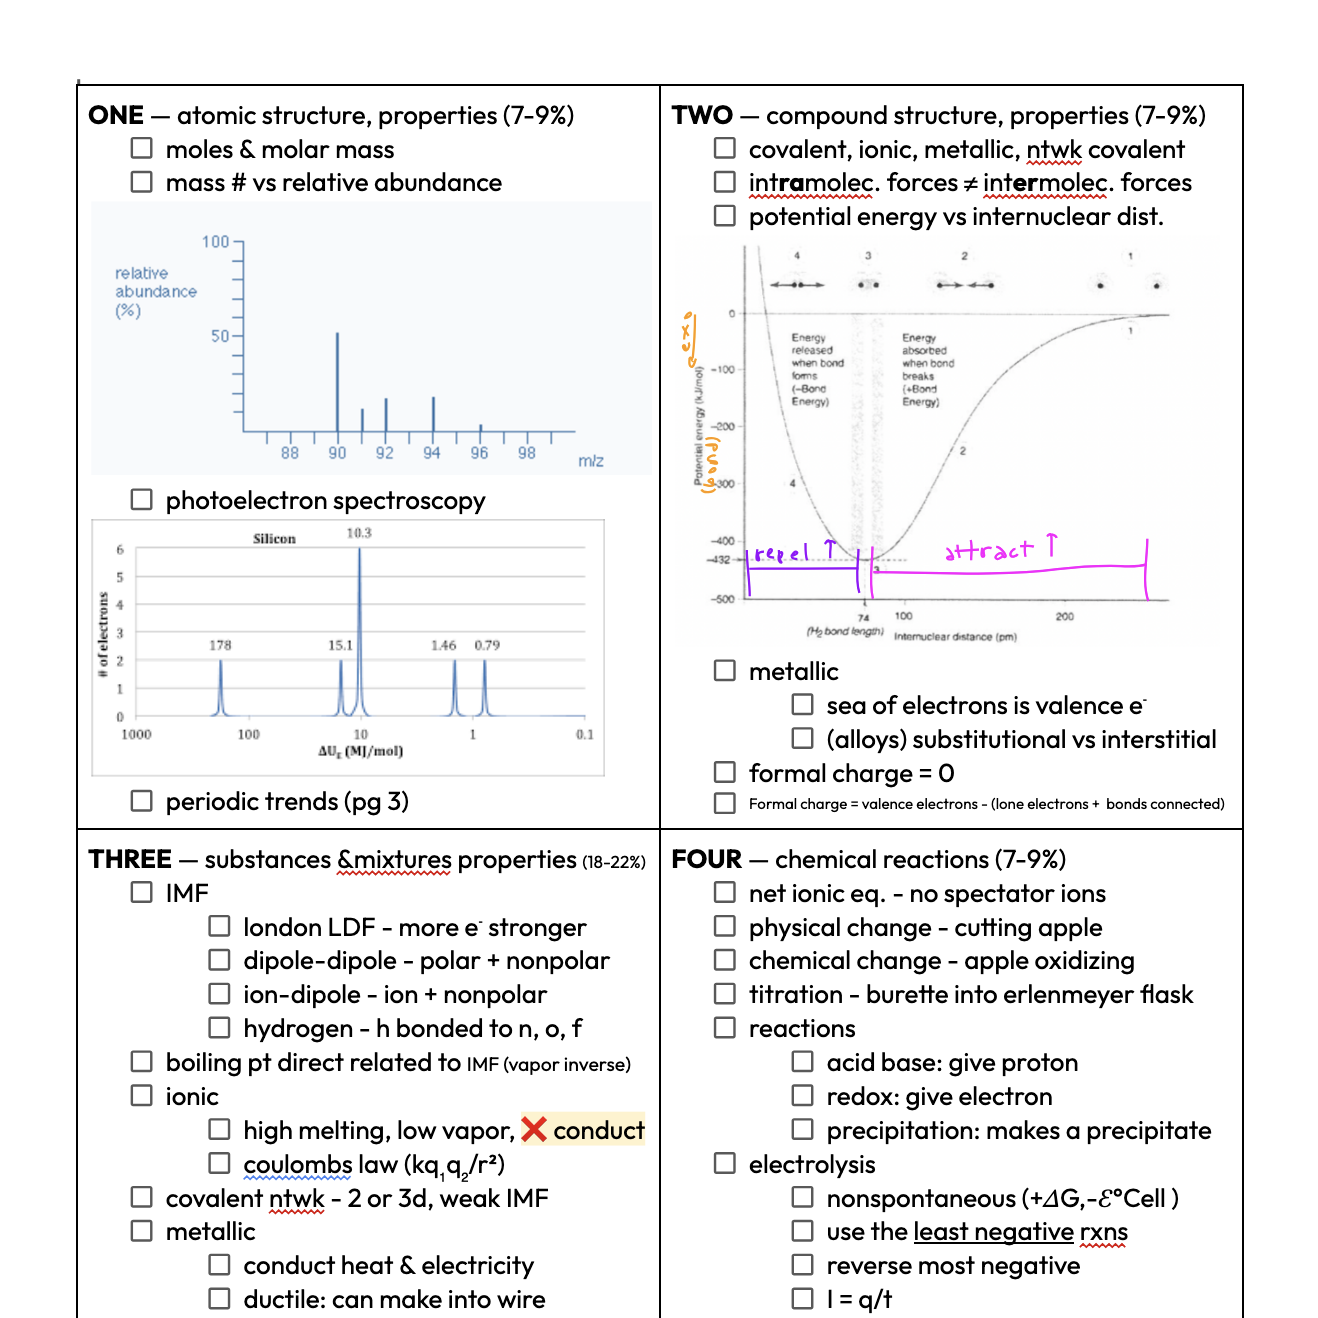 ONE — atomic structure, properties (7-9%)
moles & molar mass
mass # vs relative abundance
100
relative
abundance
(%)
50
88 90 92 94 96 98
m/z
photoelectron spectroscopy
Silicon
10.3
6
5
4
3
2
1
0
# of electrons
178
15.1
1.46
0.79
1000 100 10 1 0.1
ΔUE (MJ/mol)
periodic trends (pg 3)
TWO — compound structure, properties (7-9%)
covalent, ionic, metallic, ntwk covalent
intramolec. forces ≠ intermolec. forces
potential energy vs internuclear dist.
4 3 2 1
0
exo
1
Energy
released
when bond
forms
(−Bond
Energy)
Energy
absorbed
when bond
breaks
(+Bond
Energy)
−100
Potential energy (kJ/mol)
(bond)
−200
2
−300
4
−400
repel ↑
attract ↑
−432
3
−500
74
100
200
(H2 bond length)
Internuclear distance (pm)
metallic
sea of electrons is valence e-
(alloys) substitutional vs interstitial
formal charge = 0
Formal charge = valence electrons - (lone electrons + bonds connected)
THREE — substances &mixtures properties (18-22%)
IMF
london LDF - more e- stronger
dipole-dipole - polar + nonpolar
ion-dipole - ion + nonpolar
hydrogen - h bonded to n, o, f
boiling pt direct related to IMF (vapor inverse)
ionic
high melting, low vapor, ❌ conduct
coulombs law (kq1q2/r²)
covalent ntwk - 2 or 3d, weak IMF
metallic
conduct heat & electricity
ductile: can make into wire
FOUR — chemical reactions (7-9%)
net ionic eq. - no spectator ions
physical change - cutting apple
chemical change - apple oxidizing
titration - burette into erlenmeyer flask
reactions
acid base: give proton
redox: give electron
precipitation: makes a precipitate
electrolysis
nonspontaneous (+ΔG,-ℰ°Cell )
use the least negative rxns
reverse most negative
I = q/t